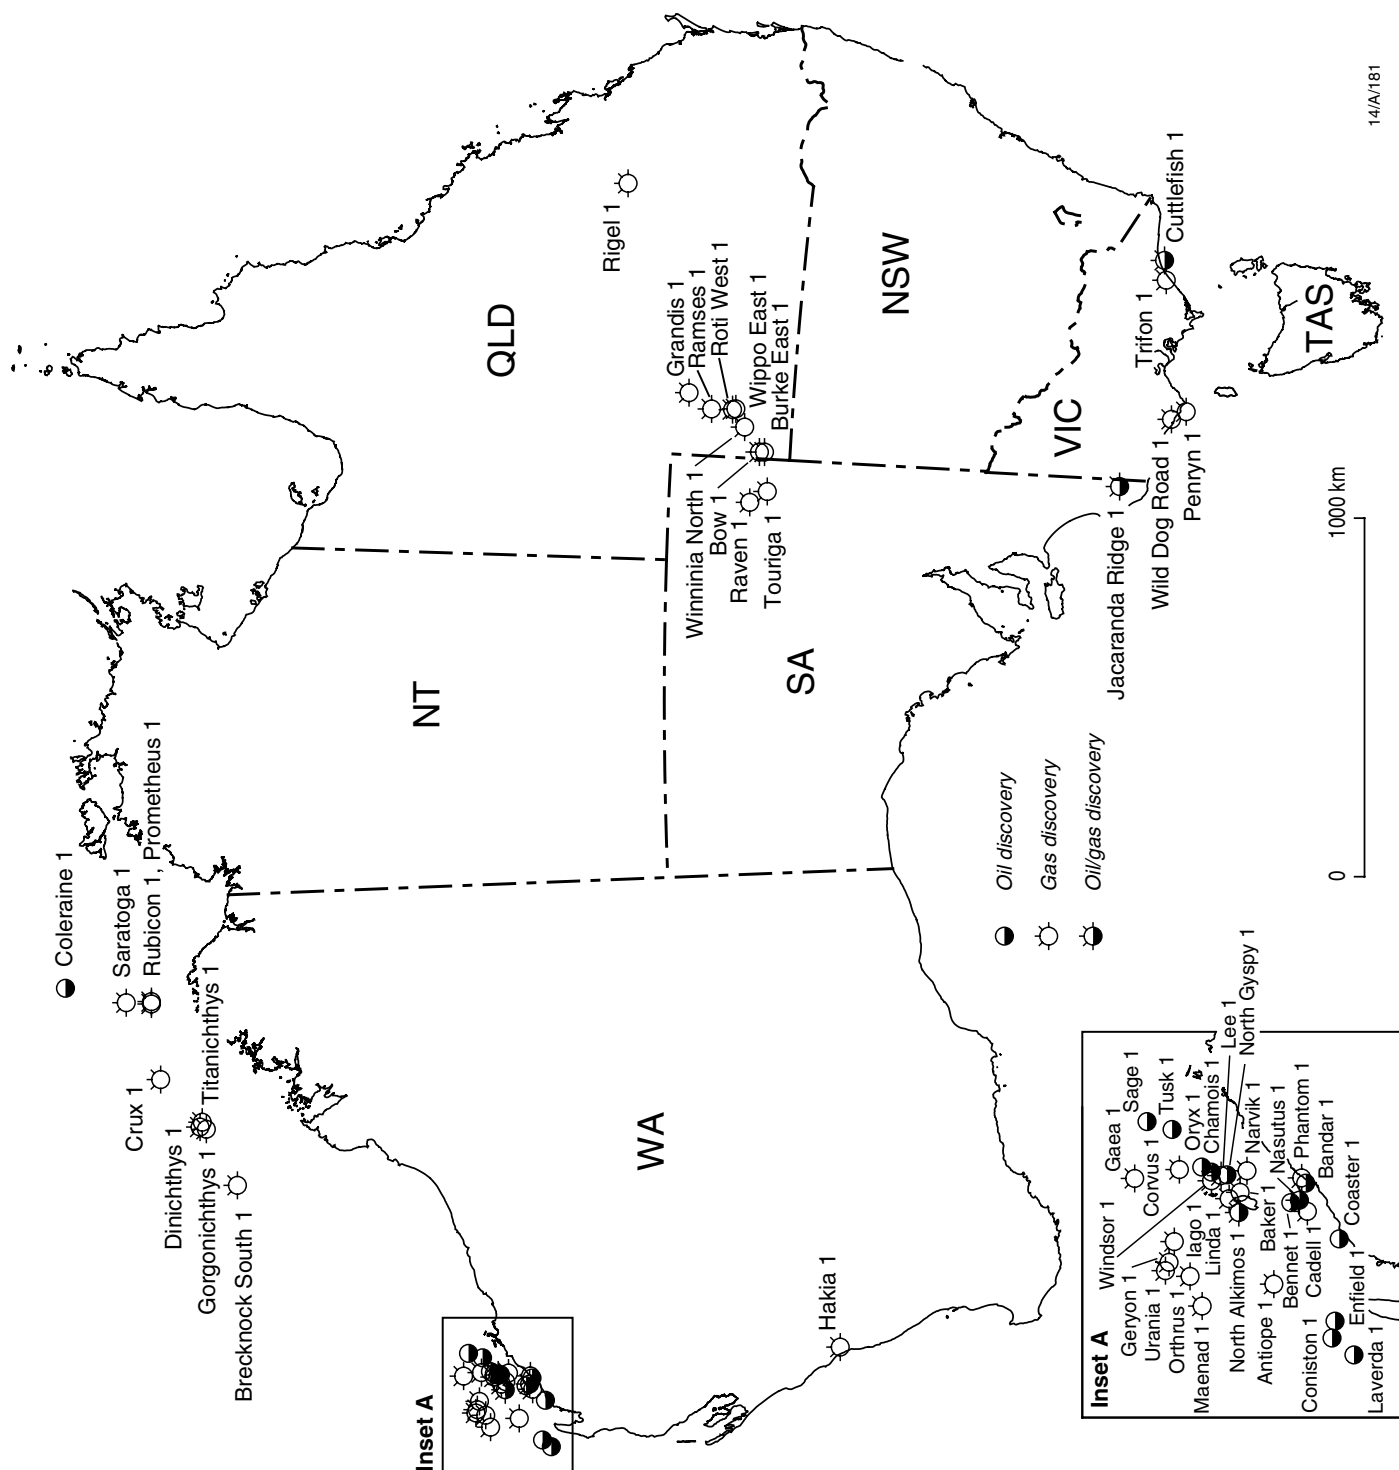 Coleraine 1
Saratoga 1
Rubicon 1, Prometheus 1
Crux 1
Titanichthys 1
Dinichthys 1
Gorgonichthys 1
Brecknock South 1
NT
QLD
WA
SA
NSW
VIC
TAS
Rigel 1
Grandis 1
Ramses 1
Roti West 1
Wippo East 1
Burke East 1
Winninia North 1
Bow 1
Raven 1
Touriga 1
Hakia 1
Jacaranda Ridge 1
Wild Dog Road 1
Penryn 1
Trifon 1
Cuttlefish 1
Inset A
Oil discovery
Gas discovery
Oil/gas discovery
0
1000 km
14/A/181
Inset A
Gaea 1
Sage 1
Corvus 1
Tusk 1
Oryx 1
Chamois 1
Lee 1
North Gyspy 1
Windsor 1
Geryon 1
Urania 1
Orthrus 1
Maenad 1
Iago 1
Linda 1
North Alkimos 1
Narvik 1
Nasutus 1
Phantom 1
Bandar 1
Baker 1
Antiope 1
Bennet 1
Cadell 1
Coaster 1
Coniston 1
Enfield 1
Laverda 1